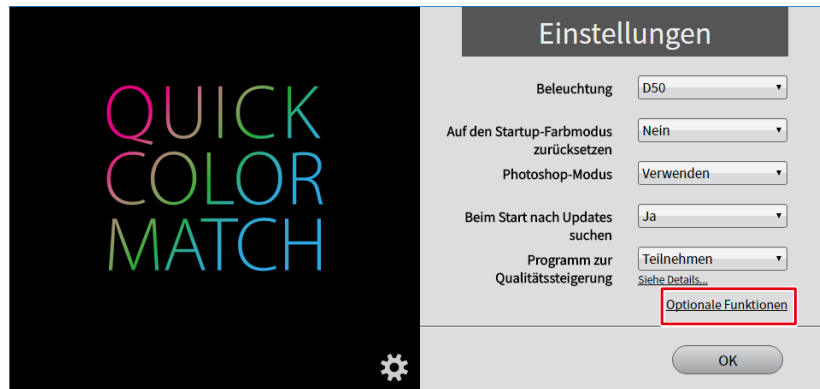 QUICK
COLOR
MATCH
Einstellungen
Beleuchtung
D50
Auf den Startup-Farbmodus
zurücksetzen
Nein
Photoshop-Modus
Verwenden
Beim Start nach Updates
suchen
Ja
Programm zur
Qualitätssteigerung
Teilnehmen
Siehe Details...
Optionale Funktionen
OK